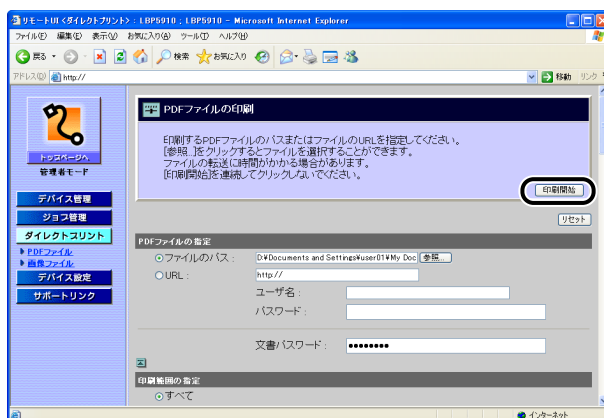 リモートUI <ダイレクトプリント> : LBP5910 ; LBP5910 - Microsoft Internet Explorer
ファイル(F) 編集(E) 表示(V) お気に入り(A) ツール(T) ヘルプ(H)
戻る 検索 お気に入り
アドレス(D) http:// 移動 リンク
トップページへ
管理者モード
デバイス管理
ジョブ管理
ダイレクトプリント
PDFファイル
画像ファイル
デバイス設定
サポートリンク
PDFファイルの印刷
印刷するPDFファイルのパスまたはファイルのURLを指定してください。
[参照...]をクリックするとファイルを選択することができます。
ファイルの転送に時間がかかる場合があります。
[印刷開始]を連続してクリックしないでください。
印刷開始
リセット
PDFファイルの指定
ファイルのパス : D:¥Documents and Settings¥user01¥My Doc 参照...
URL : http://
ユーザ名 :
パスワード :
文書パスワード : ●●●●●●●●
印刷範囲の指定
すべて
インターネット